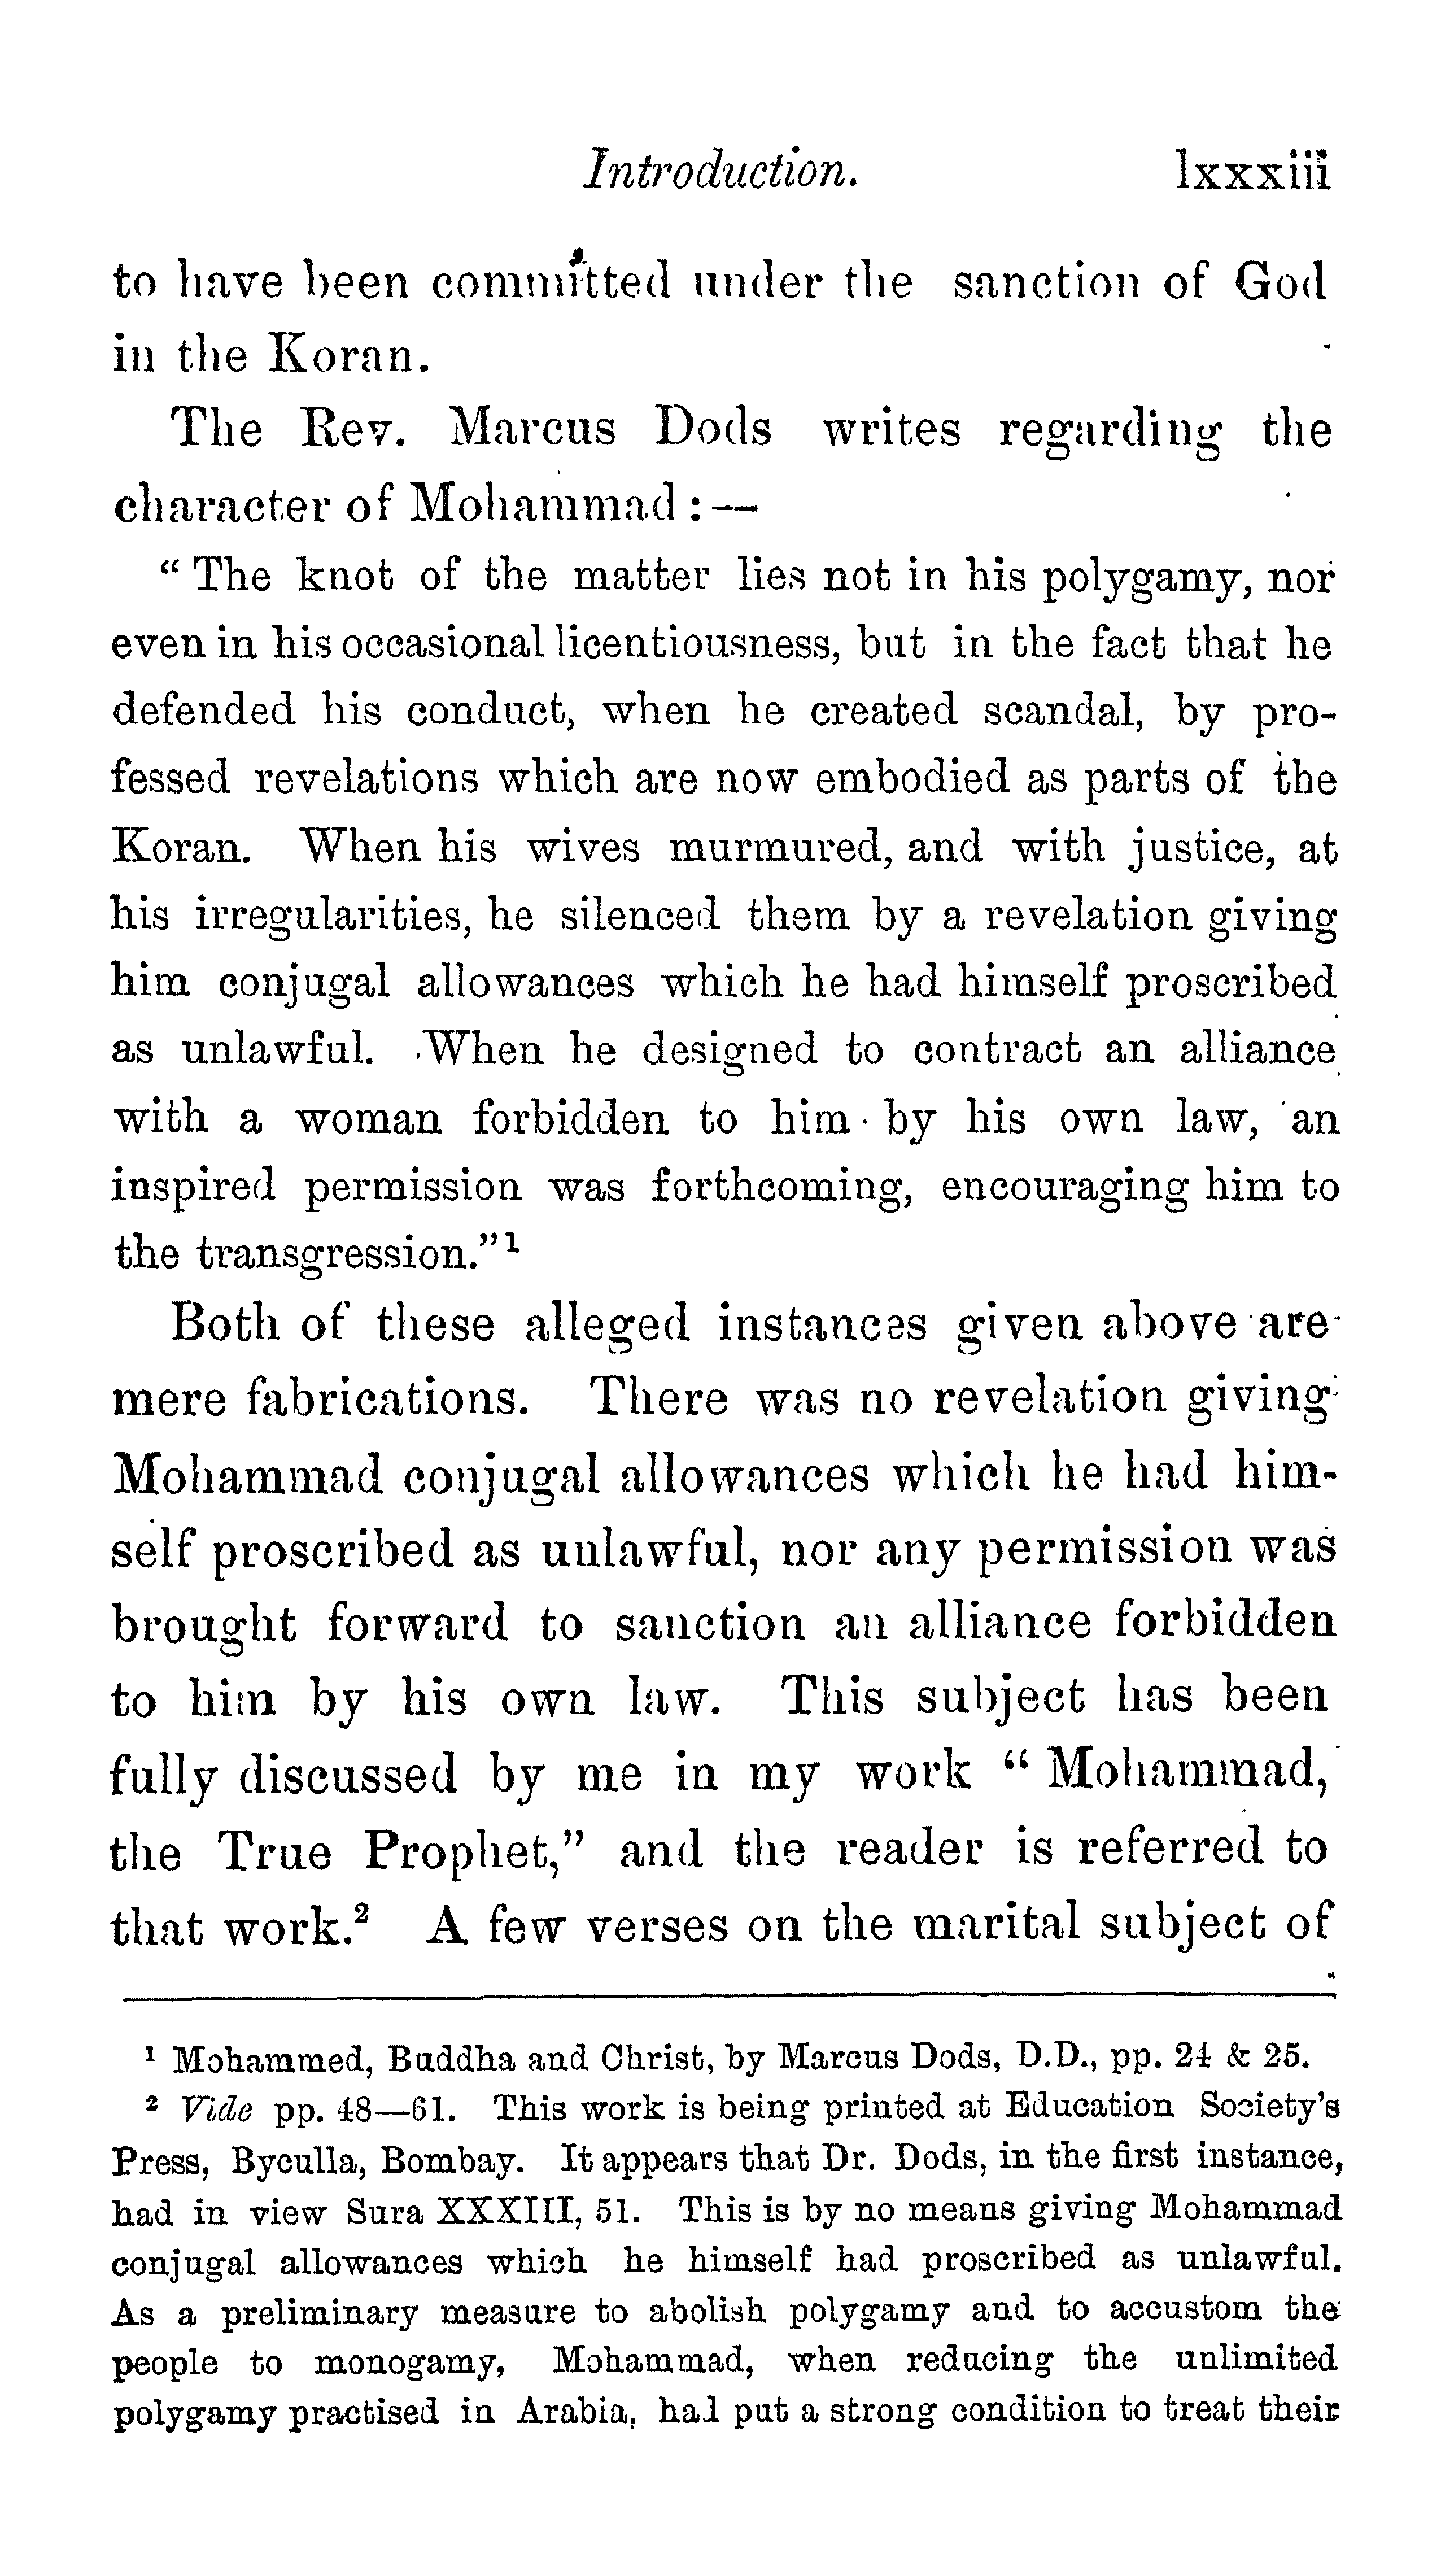 Introduction. lxxxiii
to have been committed under the sanction of God
in the Koran.
The Rev. Marcus Dods writes regarding the
character of Mohammad :—
“ The knot of the matter lies not in his polygamy, nor
even in his occasional licentiousness, but in the fact that he
defended his conduct, when he created scandal, by pro-
fessed revelations which are now embodied as parts of the
Koran. When his wives murmured, and with justice, at
his irregularities, he silenced them by a revelation giving
him conjugal allowances which he had himself proscribed
as unlawful. When he designed to contract an alliance
with a woman forbidden to him by his own law, an
inspired permission was forthcoming, encouraging him to
the transgression.”¹
Both of these alleged instances given above are
mere fabrications. There was no revelation giving
Mohammad conjugal allowances which he had him-
self proscribed as unlawful, nor any permission was
brought forward to sanction an alliance forbidden
to him by his own law. This subject has been
fully discussed by me in my work “ Mohammad,
the True Prophet,” and the reader is referred to
that work.² A few verses on the marital subject of
¹ Mohammed, Buddha and Christ, by Marcus Dods, D.D., pp. 24 & 25.
² Vide pp. 48—61. This work is being printed at Education Society’s
Press, Byculla, Bombay. It appears that Dr. Dods, in the first instance,
had in view Sura XXXIII, 51. This is by no means giving Mohammad
conjugal allowances which he himself had proscribed as unlawful.
As a preliminary measure to abolish polygamy and to accustom the
people to monogamy, Mohammad, when reducing the unlimited
polygamy practised in Arabia, had put a strong condition to treat their